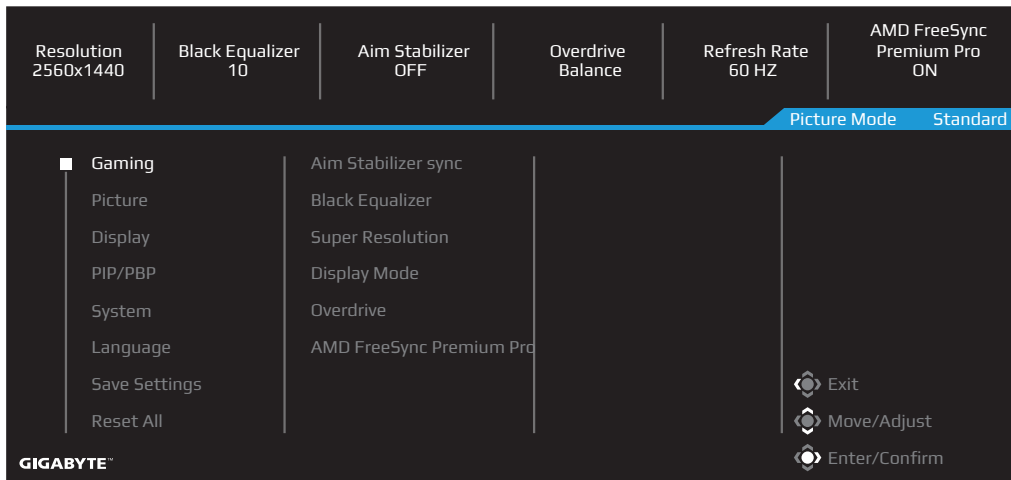 Resolution
2560x1440
Black Equalizer
10
Aim Stabilizer
OFF
Overdrive
Balance
Refresh Rate
60 HZ
AMD FreeSync
Premium Pro
ON
Picture Mode Standard
Gaming
Picture
Display
PIP/PBP
System
Language
Save Settings
Reset All
Aim Stabilizer sync
Black Equalizer
Super Resolution
Display Mode
Overdrive
AMD FreeSync Premium Pro
Exit
Move/Adjust
Enter/Confirm
GIGABYTE™